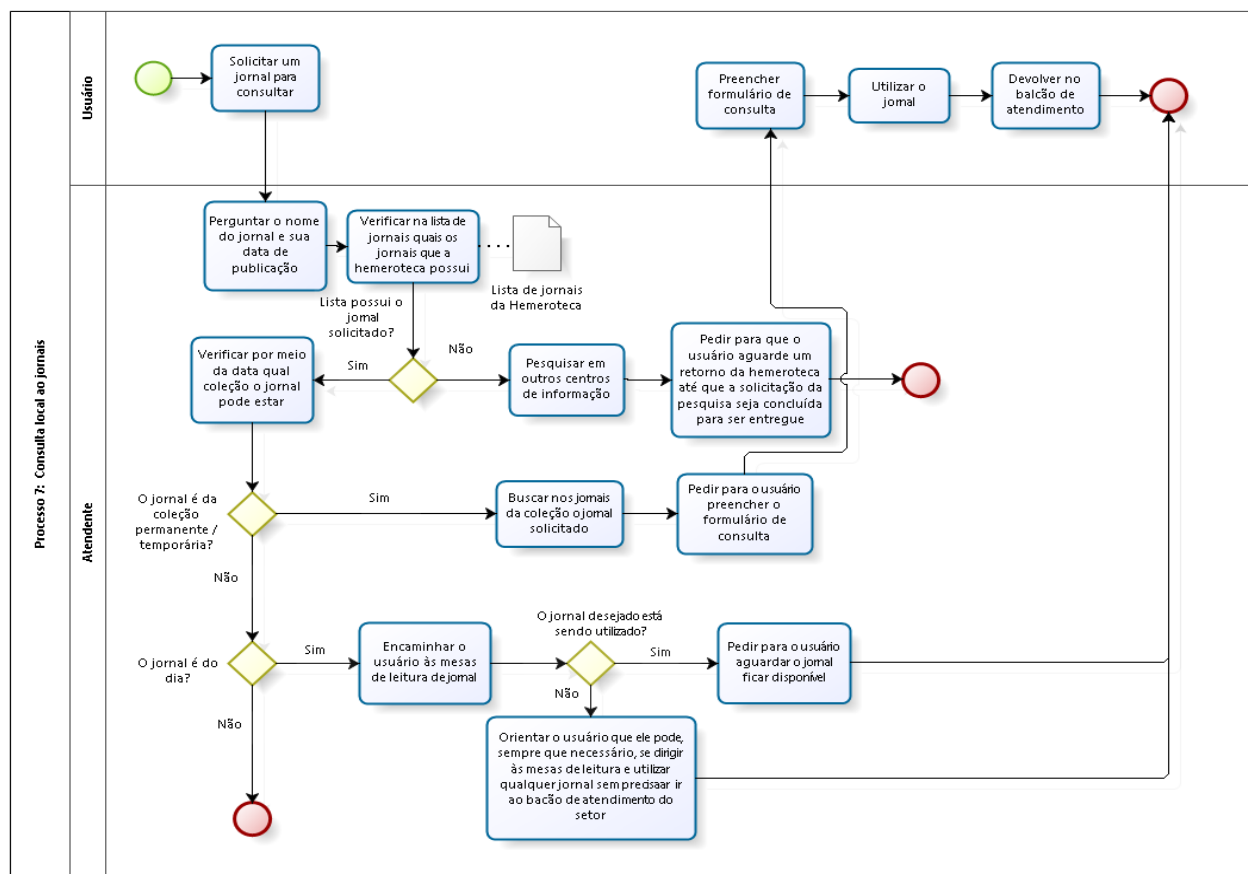 Processo 7:  Consulta local ao jornais
Usuário
Solicitar um
jornal para
consultar
Preencher
formulário de
consulta
Utilizar o
jornal
Devolver no
balcão de
atendimento
Atendente
Perguntar o nome
do jornal e sua
data de
publicação
Verificar na lista de
jornais quais os
jornais que a
hemeroteca possui
Lista de jornais
da Hemeroteca
Lista possui o
jornal
solicitado?
Sim
Não
Verificar por meio
da data qual
coleção o jornal
pode estar
Pesquisar em
outros centros
de informação
Pedir para que o
usuário aguarde um
retorno da hemeroteca
até que a solicitação da
pesquisa seja concluída
para ser entregue
O jornal é da
coleção
permanente /
temporária?
Sim
Buscar nos jornais
da coleção o jornal
solicitado
Pedir para o usuário
preencher o
formulário de
consulta
Não
O jornal é do
dia?
Sim
Encaminhar o
usuário às mesas
de leitura de jornal
O jornal desejado está
sendo utilizado?
Sim
Pedir para o usuário
aguardar o jornal
ficar disponível
Não
Não
Orientar o usuário que ele pode,
sempre que necessário, se dirigir
às mesas de leitura e utilizar
qualquer jornal sem precisaar ir
ao bacão de atendimento do
setor